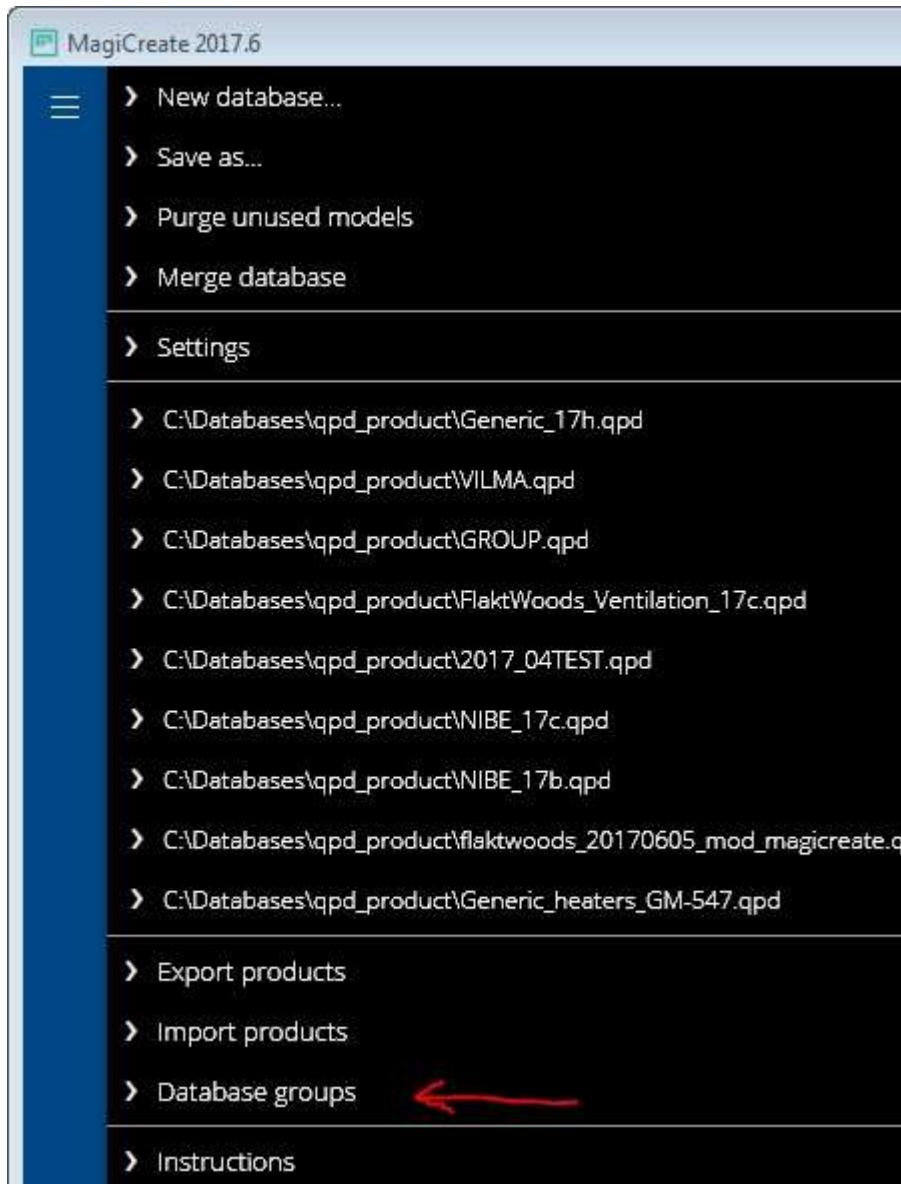 MagiCreate 2017.6
New database...
Save as...
Purge unused models
Merge database
Settings
C:\Databases\qpd_product\Generic_17h.qpd
C:\Databases\qpd_product\VILMA.qpd
C:\Databases\qpd_product\GROUP.qpd
C:\Databases\qpd_product\FlaktWoods_Ventilation_17c.qpd
C:\Databases\qpd_product\2017_04TEST.qpd
C:\Databases\qpd_product\NIBE_17c.qpd
C:\Databases\qpd_product\NIBE_17b.qpd
C:\Databases\qpd_product\flaktwoods_20170605_mod_magicreate.q
C:\Databases\qpd_product\Generic_heaters_GM-547.qpd
Export products
Import products
Database groups
Instructions